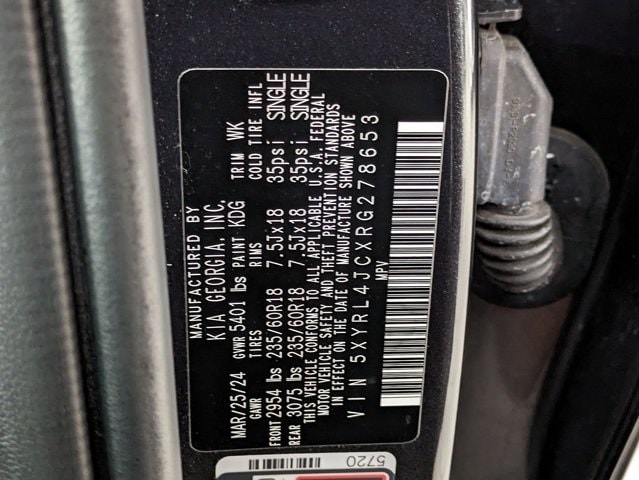 MANUFACTURED BY
KIA GEORGIA, INC.
MAR/25/24 GVWR 5401 lbs PAINT KDG TRIM WK
GAWR TIRES RIMS COLD TIRE INFL
FRONT 2954 lbs 235/60R18 7.5Jx18 35psi SINGLE
REAR 3075 lbs 235/60R18 7.5Jx18 35psi SINGLE
THIS VEHICLE CONFORMS TO ALL APPLICABLE U.S.A. FEDERAL
MOTOR VEHICLE SAFETY AND THEFT PREVENTION STANDARDS
IN EFFECT ON THE DATE OF MANUFACTURE SHOWN ABOVE
VIN 5XYRL4JCXRG278653
MPV
5720